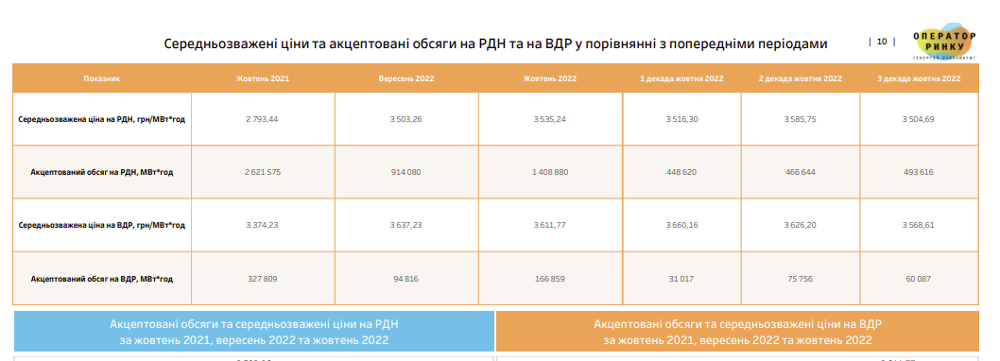 Середньозважені ціни та акцептовані обсяги на РДН та на ВДР у порівнянні з попередніми періодами
| 10 |
ОПЕРАТОР
РИНКУ
Показник Жовтень 2021 Вересень 2022 Жовтень 2022 1 декада жовтня 2022 2 декада жовтня 2022 3 декада жовтня 2022
Середньозважена ціна на РДН, грн/МВт*год 2 793,44 3 503,26 3 535,24 3 516,30 3 585,75 3 504,69
Акцептований обсяг на РДН, МВт*год 2 621 575 914 080 1 408 880 448 620 466 644 493 616
Середньозважена ціна на ВДР, грн/МВт*год 3 374,23 3 637,23 3 611,77 3 660,16 3 626,20 3 568,61
Акцептований обсяг на ВДР, МВт*год 327 809 94 816 166 859 31 017 75 756 60 087
Акцептовані обсяги та середньозважені ціни на РДН
за жовтень 2021, вересень 2022 та жовтень 2022
Акцептовані обсяги та середньозважені ціни на ВДР
за жовтень 2021, вересень 2022 та жовтень 2022